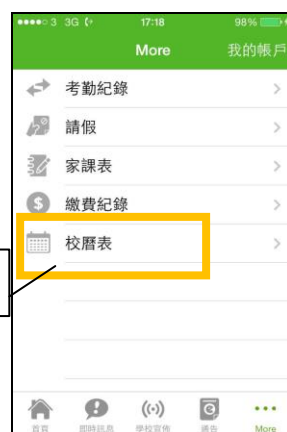 3 3G 17:18 98%
More 我的帳戶
考勤紀錄
請假
家課表
繳費紀錄
校曆表
首頁 即時訊息 學校宣佈 通告 More